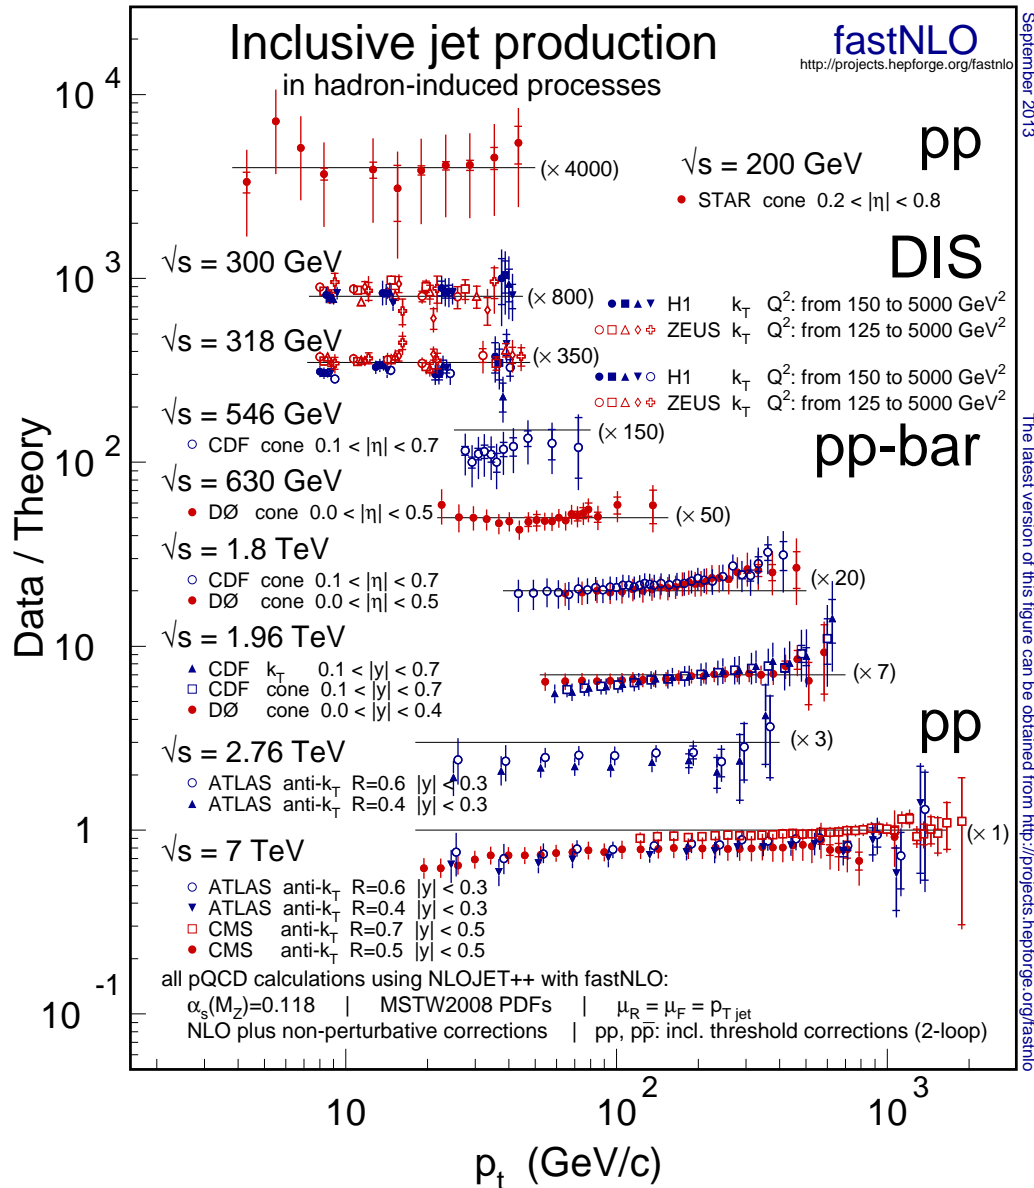 Inclusive jet production
in hadron-induced processes
fastNLO
http://projects.hepforge.org/fastnlo
September 2013
pp
√s = 200 GeV
STAR cone 0.2 < |η| < 0.8
(× 4000)
DIS
√s = 300 GeV
(× 800)
H1 k_T Q²: from 150 to 5000 GeV²
ZEUS k_T Q²: from 125 to 5000 GeV²
√s = 318 GeV
(× 350)
H1 k_T Q²: from 150 to 5000 GeV²
ZEUS k_T Q²: from 125 to 5000 GeV²
pp-bar
√s = 546 GeV
CDF cone 0.1 < |η| < 0.7
(× 150)
√s = 630 GeV
DØ cone 0.0 < |η| < 0.5
(× 50)
√s = 1.8 TeV
CDF cone 0.1 < |η| < 0.7
DØ cone 0.0 < |η| < 0.5
(× 20)
√s = 1.96 TeV
CDF k_T 0.1 < |y| < 0.7
CDF cone 0.1 < |y| < 0.7
DØ cone 0.0 < |y| < 0.4
(× 7)
pp
√s = 2.76 TeV
ATLAS anti-k_T R=0.6 |y| < 0.3
ATLAS anti-k_T R=0.4 |y| < 0.3
(× 3)
√s = 7 TeV
ATLAS anti-k_T R=0.6 |y| < 0.3
ATLAS anti-k_T R=0.4 |y| < 0.3
CMS anti-k_T R=0.7 |y| < 0.5
CMS anti-k_T R=0.5 |y| < 0.5
(× 1)
all pQCD calculations using NLOJET++ with fastNLO:
α_s(M_Z)=0.118 | MSTW2008 PDFs | μ_R = μ_F = p_T jet
NLO plus non-perturbative corrections | pp, pp̅: incl. threshold corrections (2-loop)
Data / Theory
10⁴
10³
10²
10
1
10⁻¹
10
10²
10³
p_t (GeV/c)
The latest version of this figure can be obtained from http://projects.hepforge.org/fastnlo